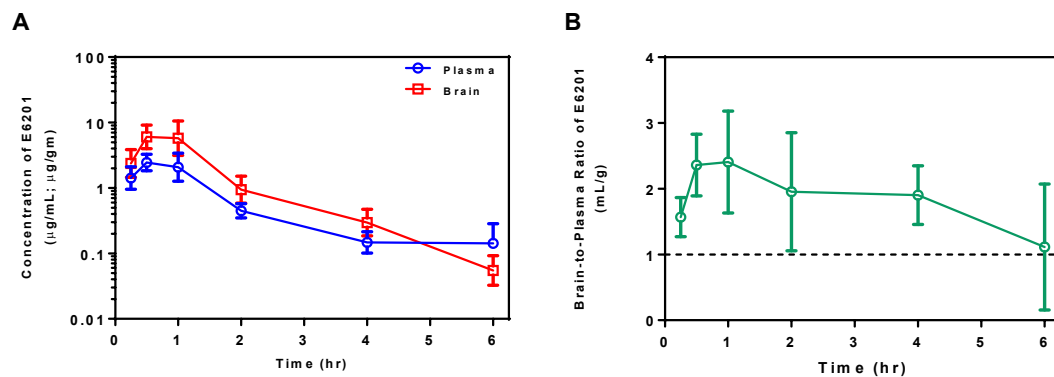 A
Concentration of E6201
(µg/mL; µg/gm)
100
10
1
0.1
0.01
Plasma
Brain
0
1
2
3
4
5
6
Time (hr)
B
Brain-to-Plasma Ratio of E6201
(mL/g)
4
3
2
1
0
0
1
2
3
4
5
6
Time (hr)